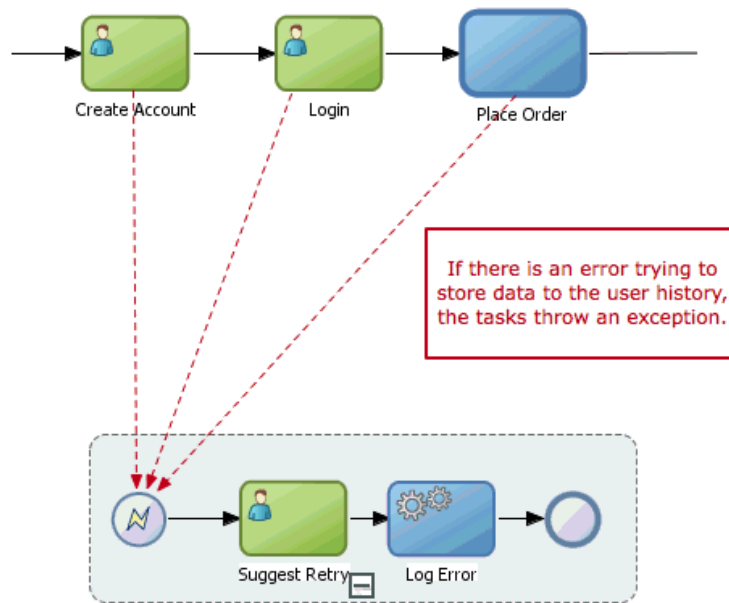 Create Account
Login
Place Order
If there is an error trying to
store data to the user history,
the tasks throw an exception.
Suggest Retry
Log Error